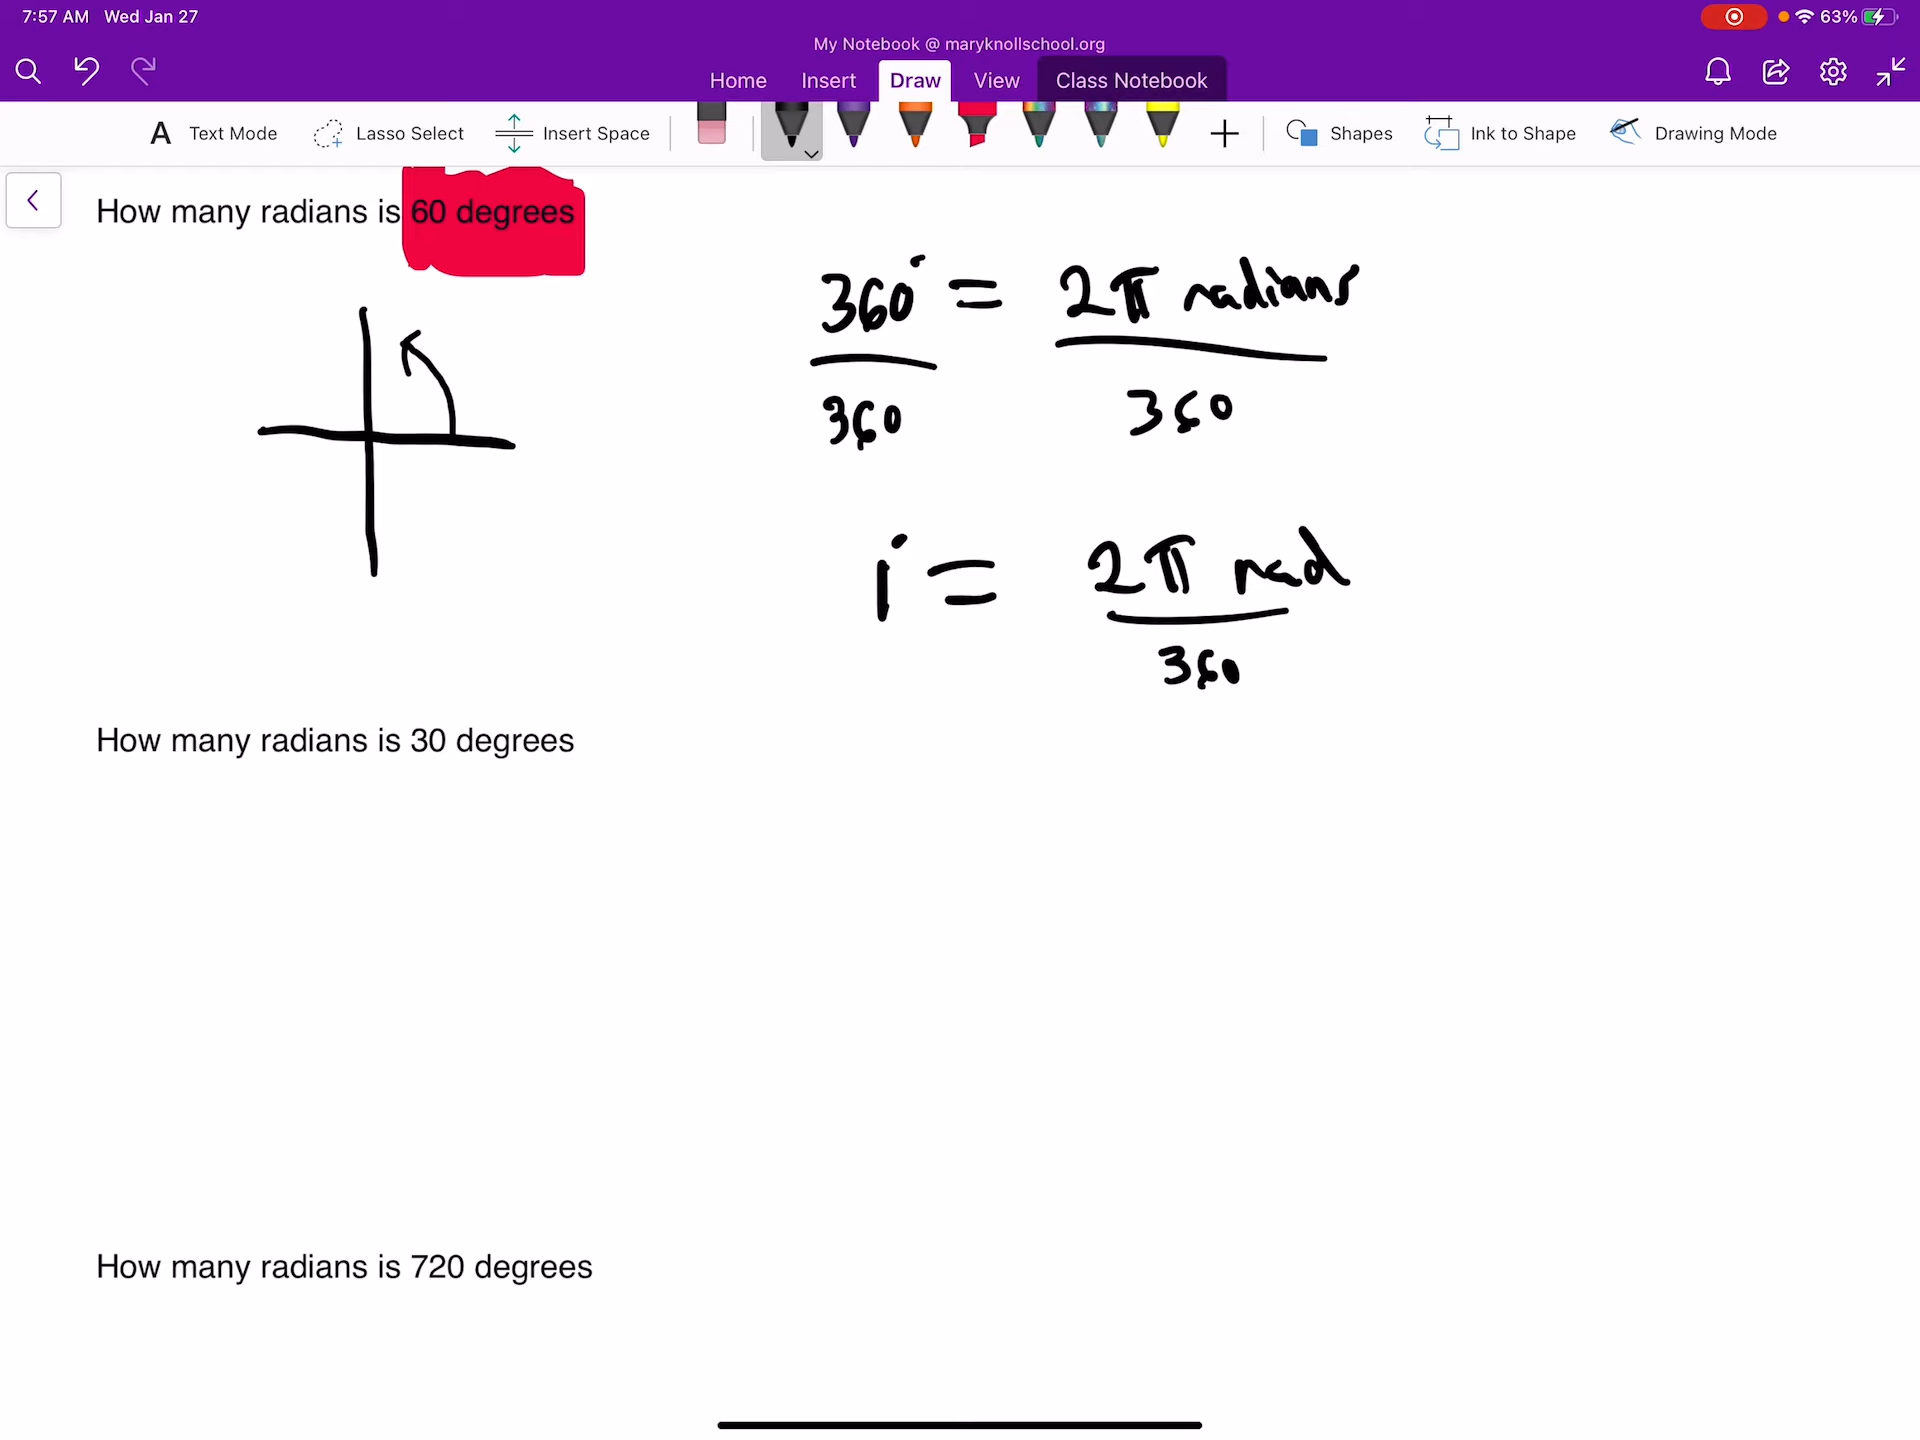 7:57 AM Wed Jan 27
63%
My Notebook @ maryknollschool.org
Home Insert Draw View Class Notebook
A Text Mode Lasso Select Insert Space Shapes Ink to Shape Drawing Mode
How many radians is 60 degrees
360° = 2π radians
360 360
1° = 2π rad
360
How many radians is 30 degrees
How many radians is 720 degrees